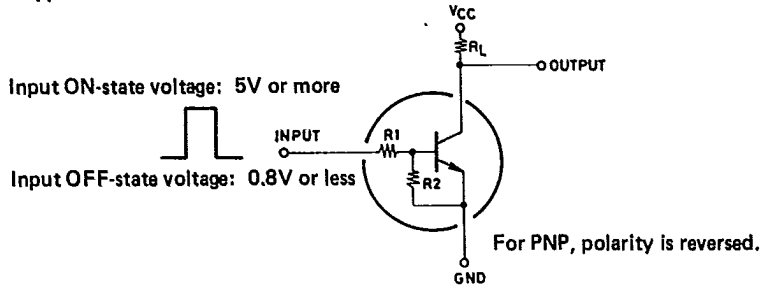 VCC
RL
OUTPUT
Input ON-state voltage: 5V or more
INPUT
R1
Input OFF-state voltage: 0.8V or less
R2
For PNP, polarity is reversed.
GND